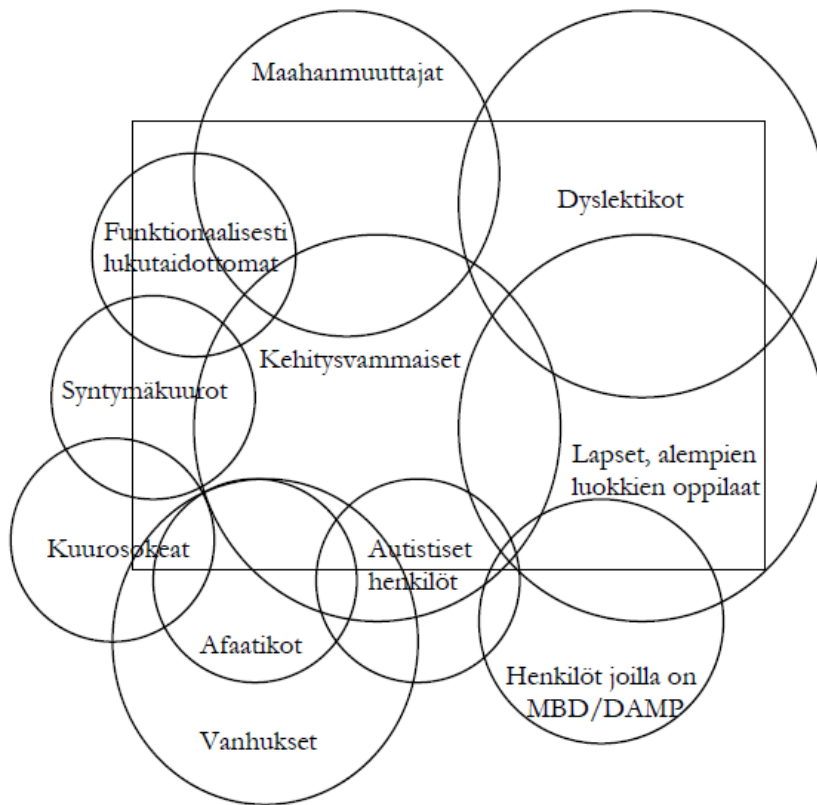 Maahanmuuttajat
Dyslektikot
Funktionaalisesti
lukutaidottomat
Kehitysvammaiset
Syntymäkuurot
Lapset, alempien
luokkien oppilaat
Kuurosokeat
Autistiset
henkilöt
Afaatikot
Henkilöt joilla on
MBD/DAMP
Vanhukset